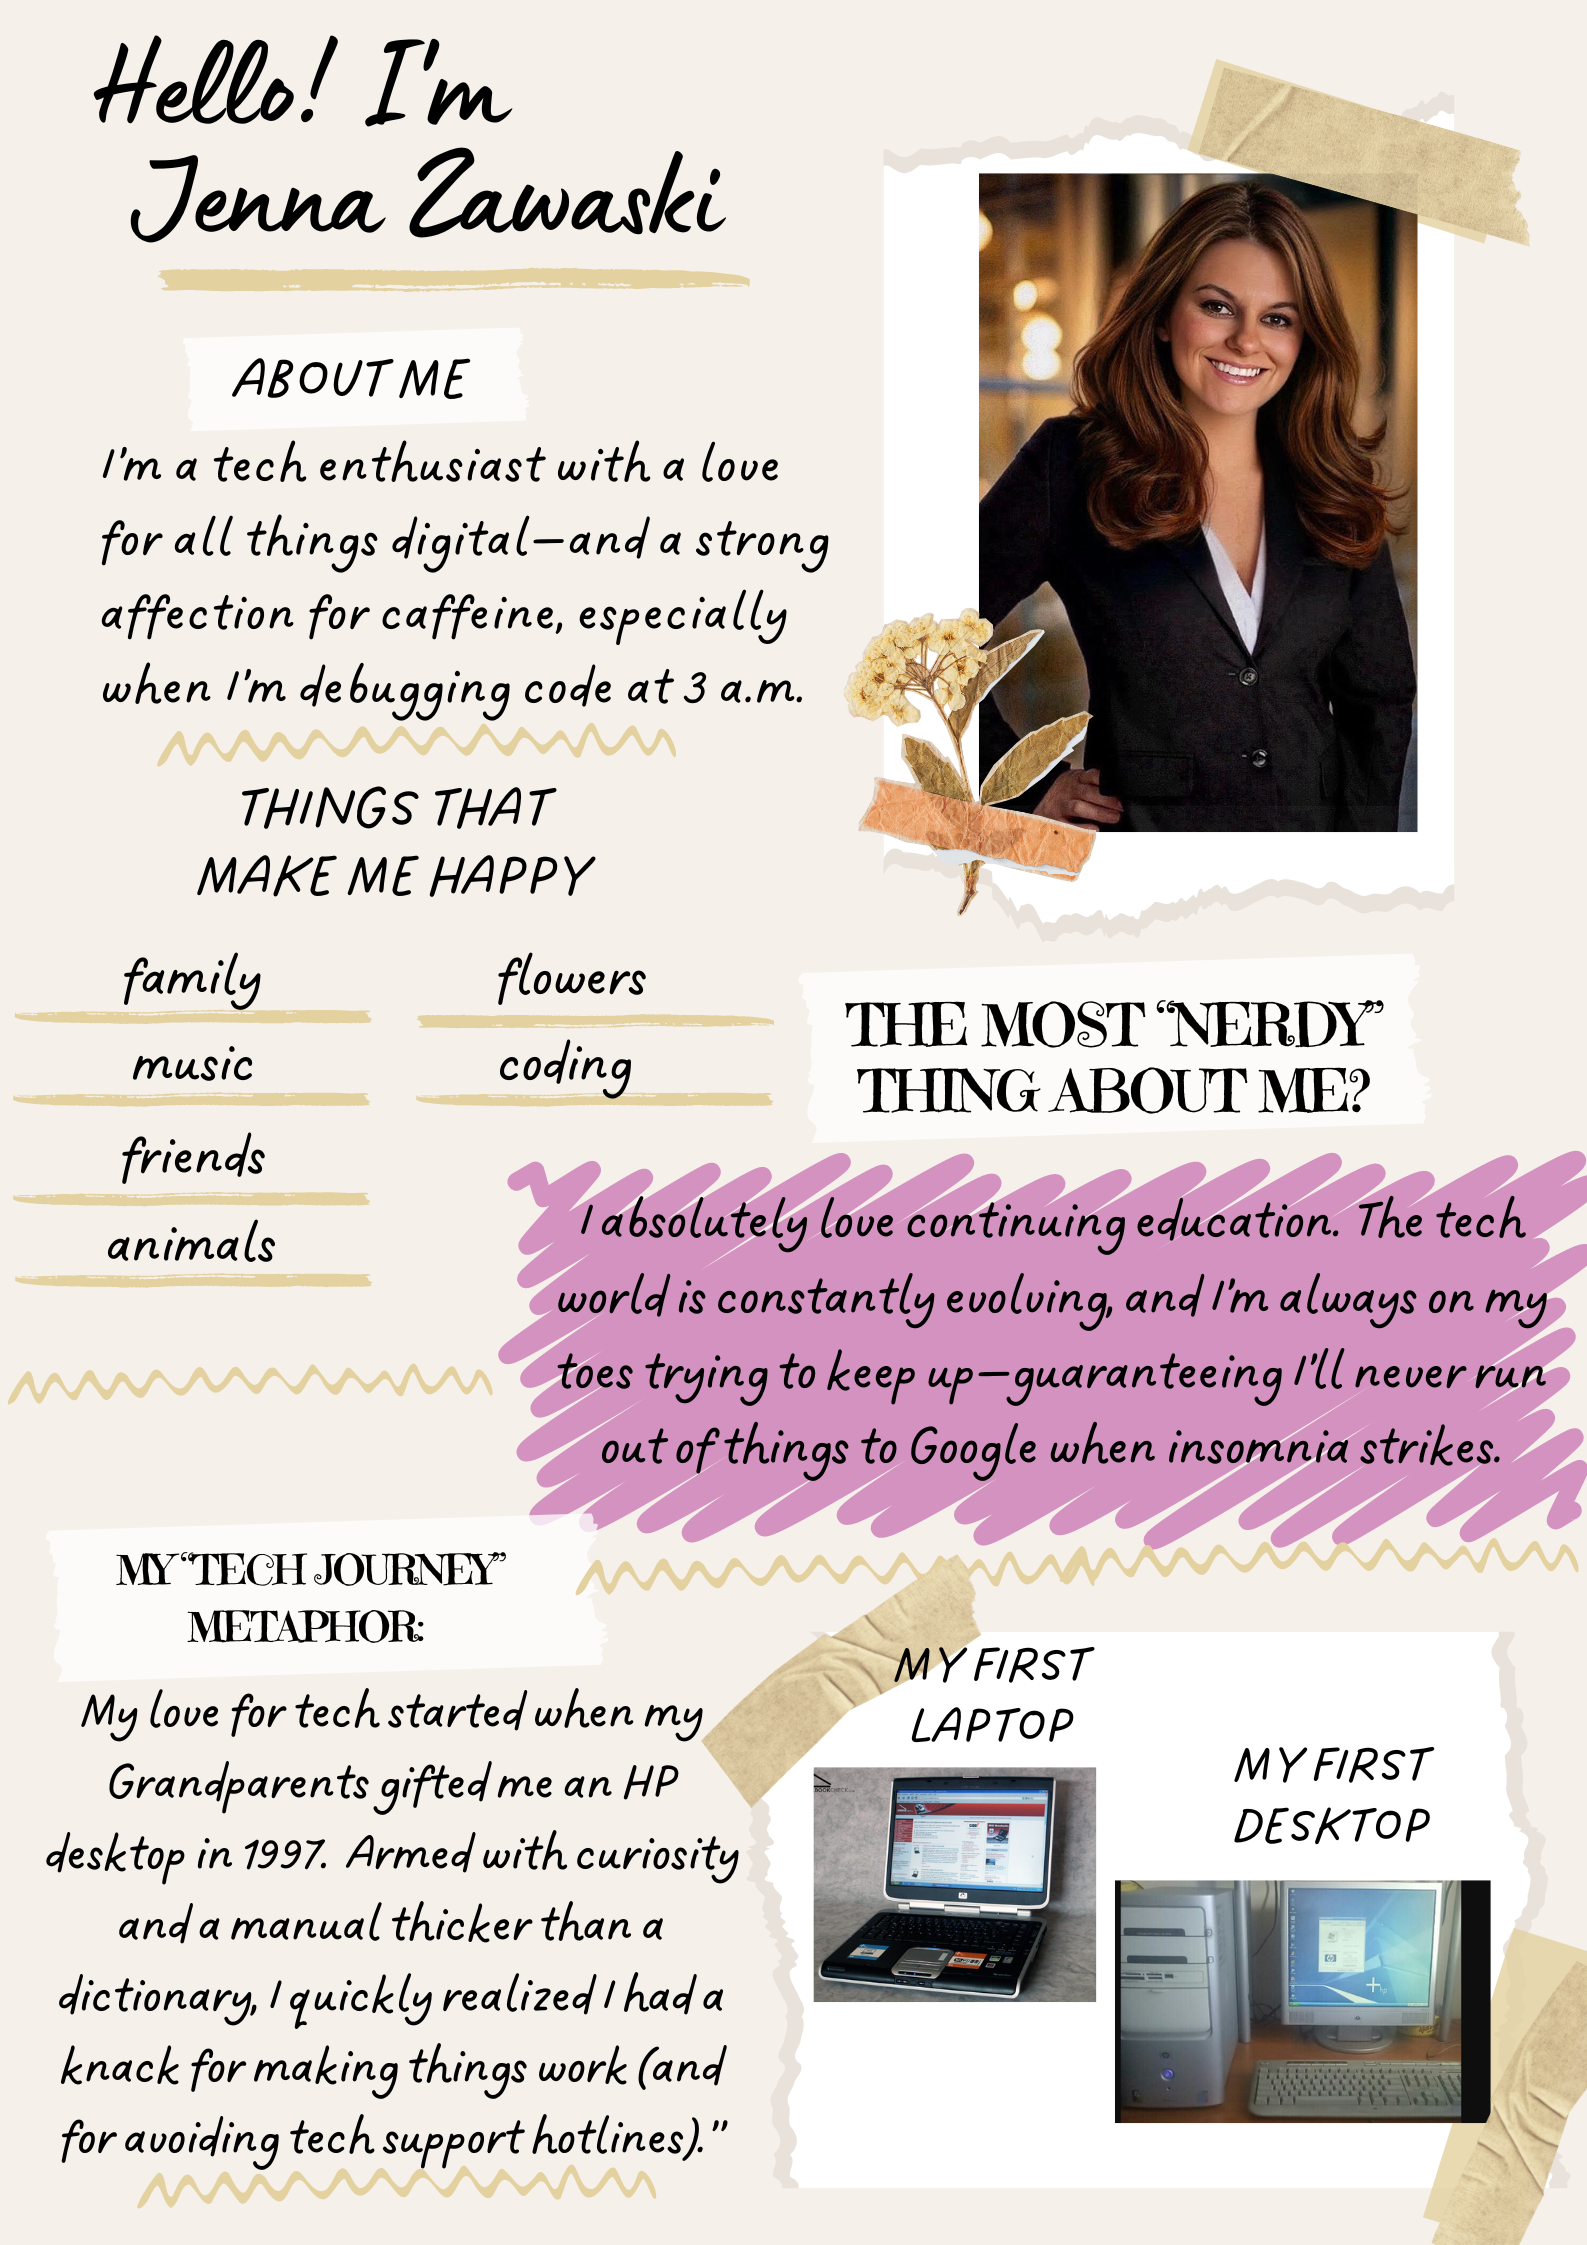 Hello! I'm
Jenna Zawaski
ABOUT ME
I'm a tech enthusiast with a love
for all things digital—and a strong
affection for caffeine, especially
when I'm debugging code at 3 a.m.
THINGS THAT
MAKE ME HAPPY
family
music
friends
animals
flowers
coding
THE MOST “NERDY”
THING ABOUT ME?
I absolutely love continuing education. The tech
world is constantly evolving, and I'm always on my
toes trying to keep up—guaranteeing I'll never run
out of things to Google when insomnia strikes.
MY “TECH JOURNEY”
METAPHOR:
My love for tech started when my
Grandparents gifted me an HP
desktop in 1997. Armed with curiosity
and a manual thicker than a
dictionary, I quickly realized I had a
knack for making things work (and
for avoiding tech support hotlines)."
MY FIRST
LAPTOP
MY FIRST
DESKTOP